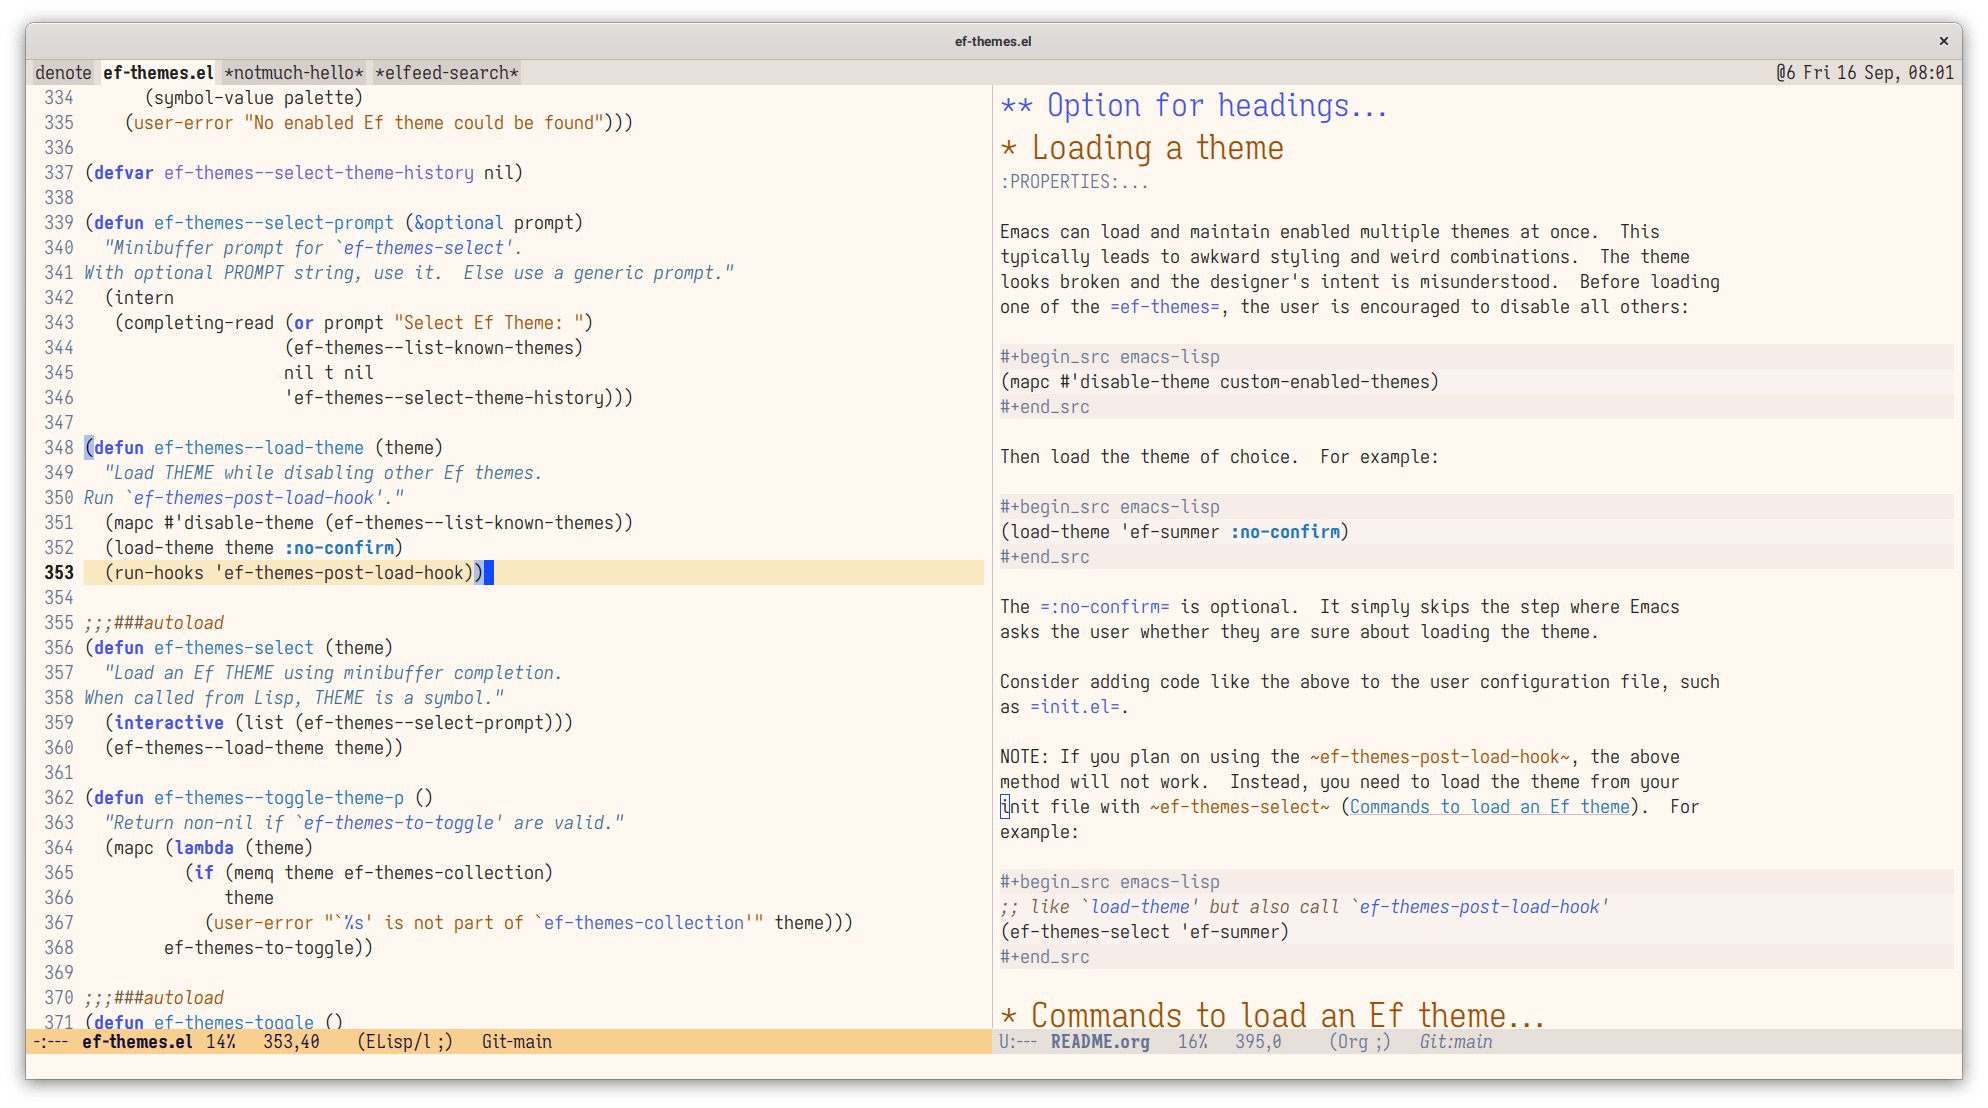 ef-themes.el ×
denote ef-themes.el *notmuch-hello* *elfeed-search* @6 Fri 16 Sep, 08:01
334       (symbol-value palette)
335     (user-error "No enabled Ef theme could be found")))
336
337 (defvar ef-themes--select-theme-history nil)
338
339 (defun ef-themes--select-prompt (&optional prompt)
340   "Minibuffer prompt for `ef-themes-select'.
341 With optional PROMPT string, use it.  Else use a generic prompt."
342   (intern
343    (completing-read (or prompt "Select Ef Theme: ")
344                     (ef-themes--list-known-themes)
345                     nil t nil
346                     'ef-themes--select-theme-history)))
347
348 (defun ef-themes--load-theme (theme)
349   "Load THEME while disabling other Ef themes.
350 Run `ef-themes-post-load-hook'."
351   (mapc #'disable-theme (ef-themes--list-known-themes))
352   (load-theme theme :no-confirm)
353   (run-hooks 'ef-themes-post-load-hook))
354
355 ;;;###autoload
356 (defun ef-themes-select (theme)
357   "Load an Ef THEME using minibuffer completion.
358 When called from Lisp, THEME is a symbol."
359   (interactive (list (ef-themes--select-prompt)))
360   (ef-themes--load-theme theme))
361
362 (defun ef-themes--toggle-theme-p ()
363   "Return non-nil if `ef-themes-to-toggle' are valid."
364   (mapc (lambda (theme)
365           (if (memq theme ef-themes-collection)
366               theme
367             (user-error "`%s' is not part of `ef-themes-collection'" theme)))
368         ef-themes-to-toggle))
369
370 ;;;###autoload
371 (defun ef-themes-toggle ()
-:--- ef-themes.el 14% 353,40 (ELisp/l ;) Git-main
** Option for headings...
* Loading a theme
:PROPERTIES:...
Emacs can load and maintain enabled multiple themes at once.  This
typically leads to awkward styling and weird combinations.  The theme
looks broken and the designer's intent is misunderstood.  Before loading
one of the =ef-themes=, the user is encouraged to disable all others:
#+begin_src emacs-lisp
(mapc #'disable-theme custom-enabled-themes)
#+end_src
Then load the theme of choice.  For example:
#+begin_src emacs-lisp
(load-theme 'ef-summer :no-confirm)
#+end_src
The =:no-confirm= is optional.  It simply skips the step where Emacs
asks the user whether they are sure about loading the theme.
Consider adding code like the above to the user configuration file, such
as =init.el=.
NOTE: If you plan on using the ~ef-themes-post-load-hook~, the above
method will not work.  Instead, you need to load the theme from your
init file with ~ef-themes-select~ (Commands to load an Ef theme).  For
example:
#+begin_src emacs-lisp
;; like `load-theme' but also call `ef-themes-post-load-hook'
(ef-themes-select 'ef-summer)
#+end_src
* Commands to load an Ef theme...
U:--- README.org 16% 395,0 (Org ;) Git:main